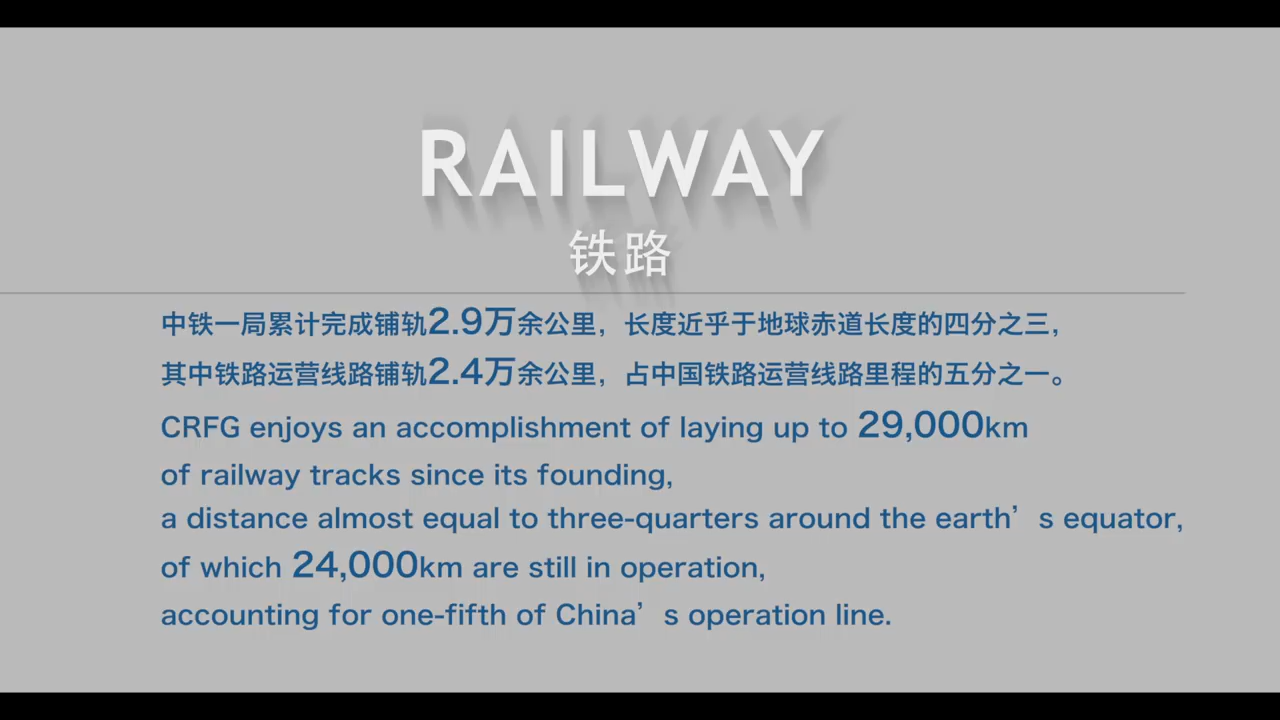 RAILWAY
铁路
中铁一局累计完成铺轨2.9万余公里，长度近乎于地球赤道长度的四分之三，
其中铁路运营线路铺轨2.4万余公里，占中国铁路运营线路里程的五分之一。
CRFG enjoys an accomplishment of laying up to 29,000km
of railway tracks since its founding,
a distance almost equal to three-quarters around the earth’s equator,
of which 24,000km are still in operation,
accounting for one-fifth of China’s operation line.